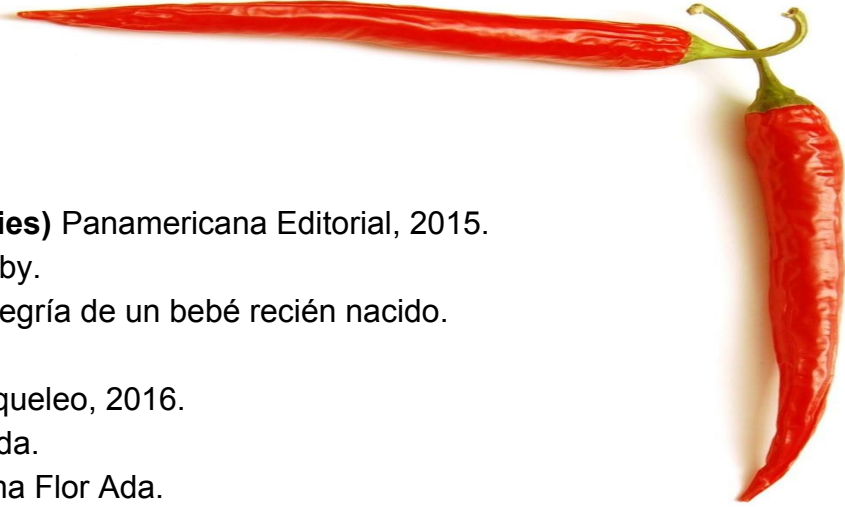 ies) Panamericana Editorial, 2015.
by.
egría de un bebé recién nacido.
queleo, 2016.
da.
na Flor Ada.